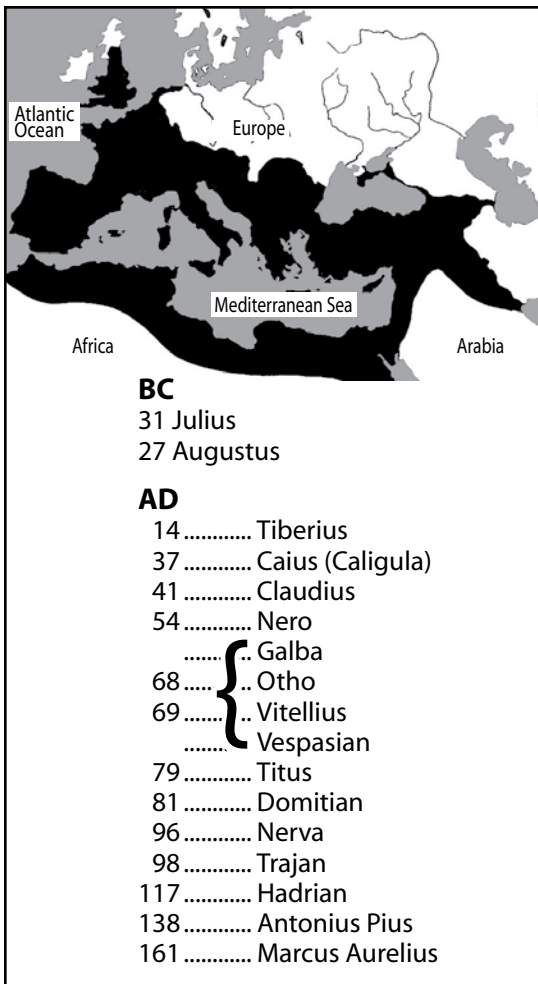 Atlantic
Ocean
Europe
Mediterranean Sea
Africa
Arabia
BC
31 Julius
27 Augustus
AD
14 ............ Tiberius
37 ............ Caius (Caligula)
41 ............ Claudius
54 ............ Nero
....... { .. Galba
68 ..... { .. Otho
69 ....... { .. Vitellius
........ { Vespasian
79 ............ Titus
81 ............ Domitian
96 ............ Nerva
98 ............ Trajan
117 ............ Hadrian
138 ............ Antonius Pius
161 ............ Marcus Aurelius